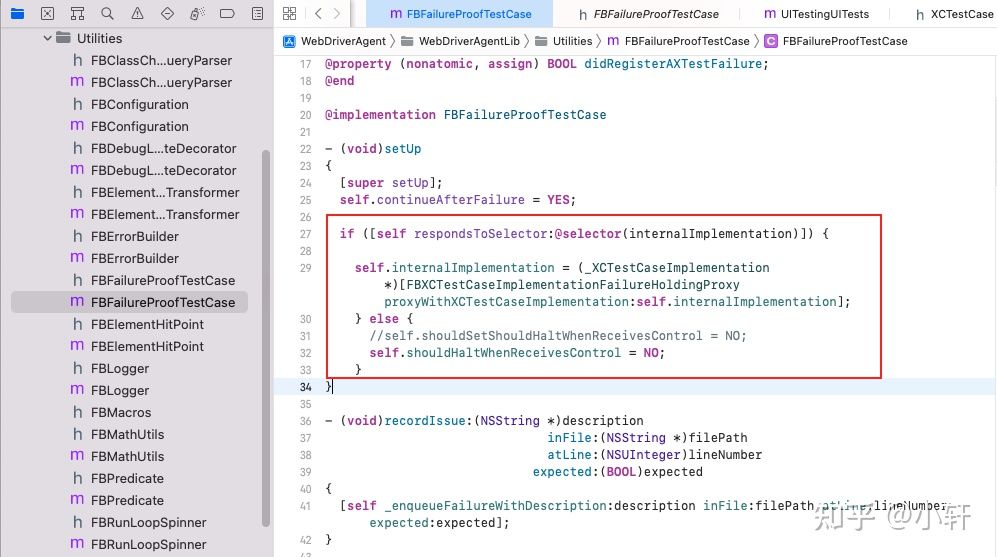 FBFailureProofTestCase
FBFailureProofTestCase
UITestingUITests
XCTestCase
Utilities
WebDriverAgent
WebDriverAgentLib
Utilities
FBFailureProofTestCase
FBFailureProofTestCase
h FBClassCh...ueryParser
m FBClassCh...ueryParser
h FBConfiguration
m FBConfiguration
h FBDebugL...teDecorator
m FBDebugL...teDecorator
h FBElement...Transformer
m FBElement...Transformer
h FBErrorBuilder
m FBErrorBuilder
h FBFailureProofTestCase
m FBFailureProofTestCase
h FBElementHitPoint
m FBElementHitPoint
h FBLogger
m FBLogger
h FBMacros
h FBMathUtils
m FBMathUtils
h FBPredicate
m FBPredicate
h FBRunLoopSpinner
m FBRunLoopSpinner
17 @property (nonatomic, assign) BOOL didRegisterAXTestFailure;
18 @end
19
20 @implementation FBFailureProofTestCase
21
22 - (void)setUp
23 {
24 [super setUp];
25 self.continueAfterFailure = YES;
26
27 if ([self respondsToSelector:@selector(internalImplementation)]) {
28
29 self.internalImplementation = (_XCTestCaseImplementation
*)[FBXCTestCaseImplementationFailureHoldingProxy
proxyWithXCTestCaseImplementation:self.internalImplementation];
30 } else {
31 //self.shouldSetShouldHaltWhenReceivesControl = NO;
32 self.shouldHaltWhenReceivesControl = NO;
33 }
34 }
35
36 - (void)recordIssue:(NSString *)description
37 inFile:(NSString *)filePath
38 atLine:(NSUInteger)lineNumber
39 expected:(BOOL)expected
40 {
41 [self _enqueueFailureWithDescription:description inFile:filePath atLine:lineNumber
expected:expected];
42 }
知乎 @小轩